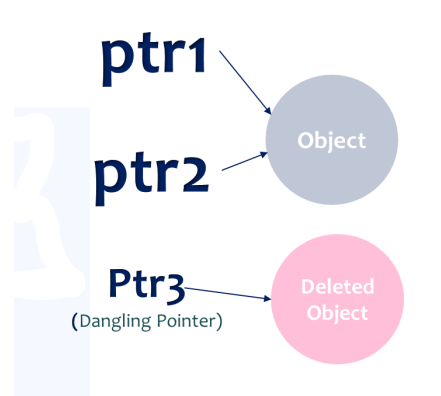 ptr1
Object
ptr2
Ptr3
(Dangling Pointer)
Deleted
Object